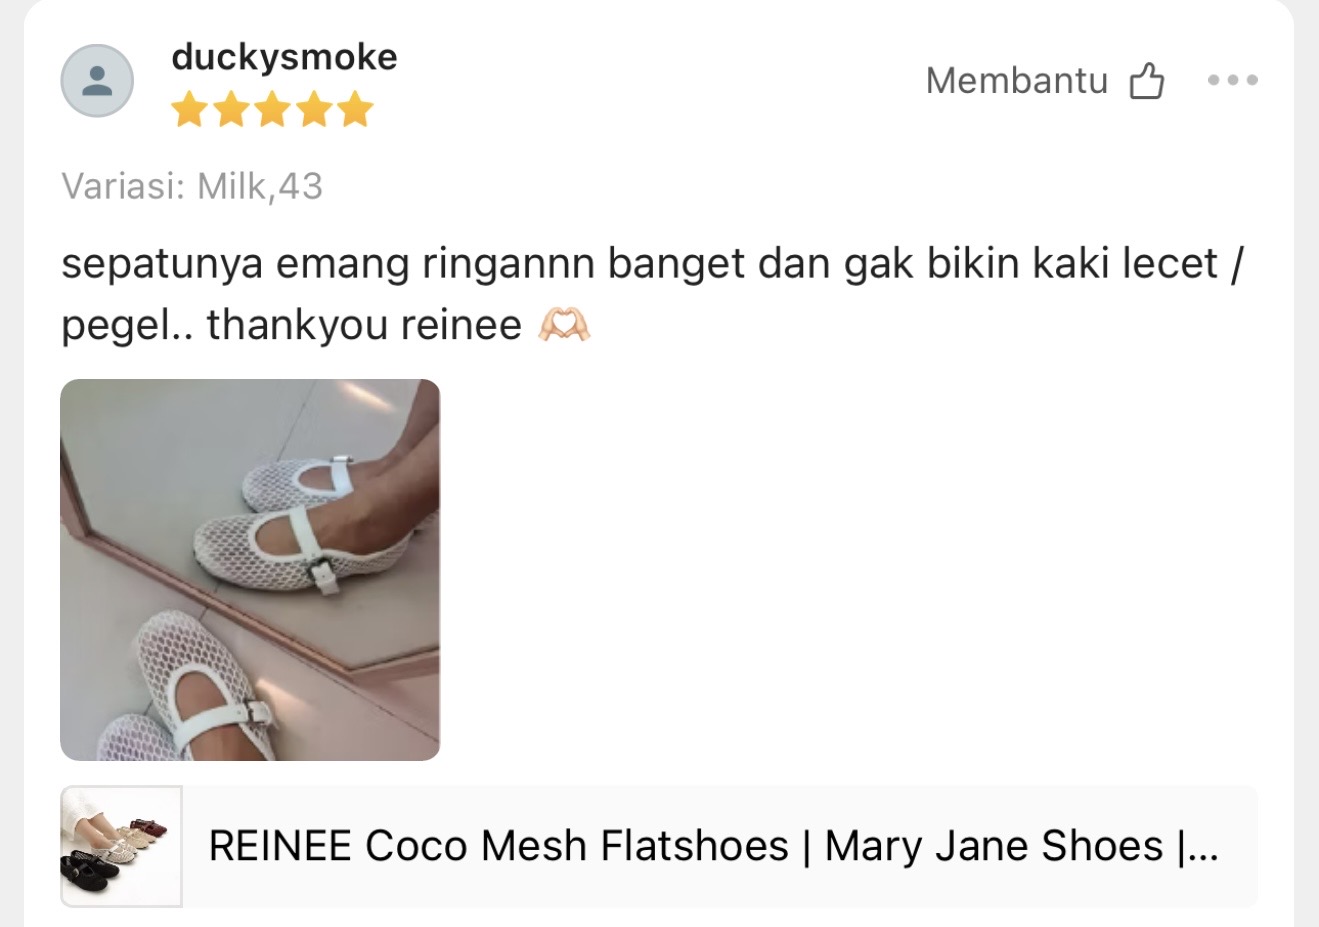 duckysmoke
Membantu
Variasi: Milk,43
sepatunya emang ringannn banget dan gak bikin kaki lecet /
pegel.. thankyou reinee 🫶🏻
REINEE Coco Mesh Flatshoes | Mary Jane Shoes |...